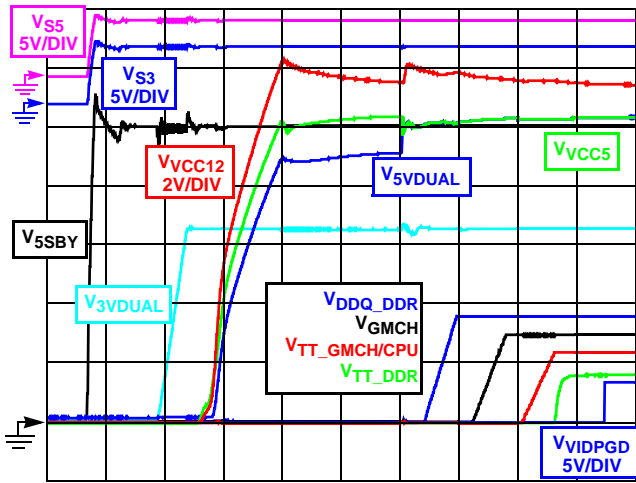 VS5
5V/DIV
VS3
5V/DIV
VVCC12
2V/DIV
VVCC5
V5VDUAL
V5SBY
V3VDUAL
VDDQ_DDR
VGMCH
VTT_GMCH/CPU
VTT_DDR
VVIDPGD
5V/DIV